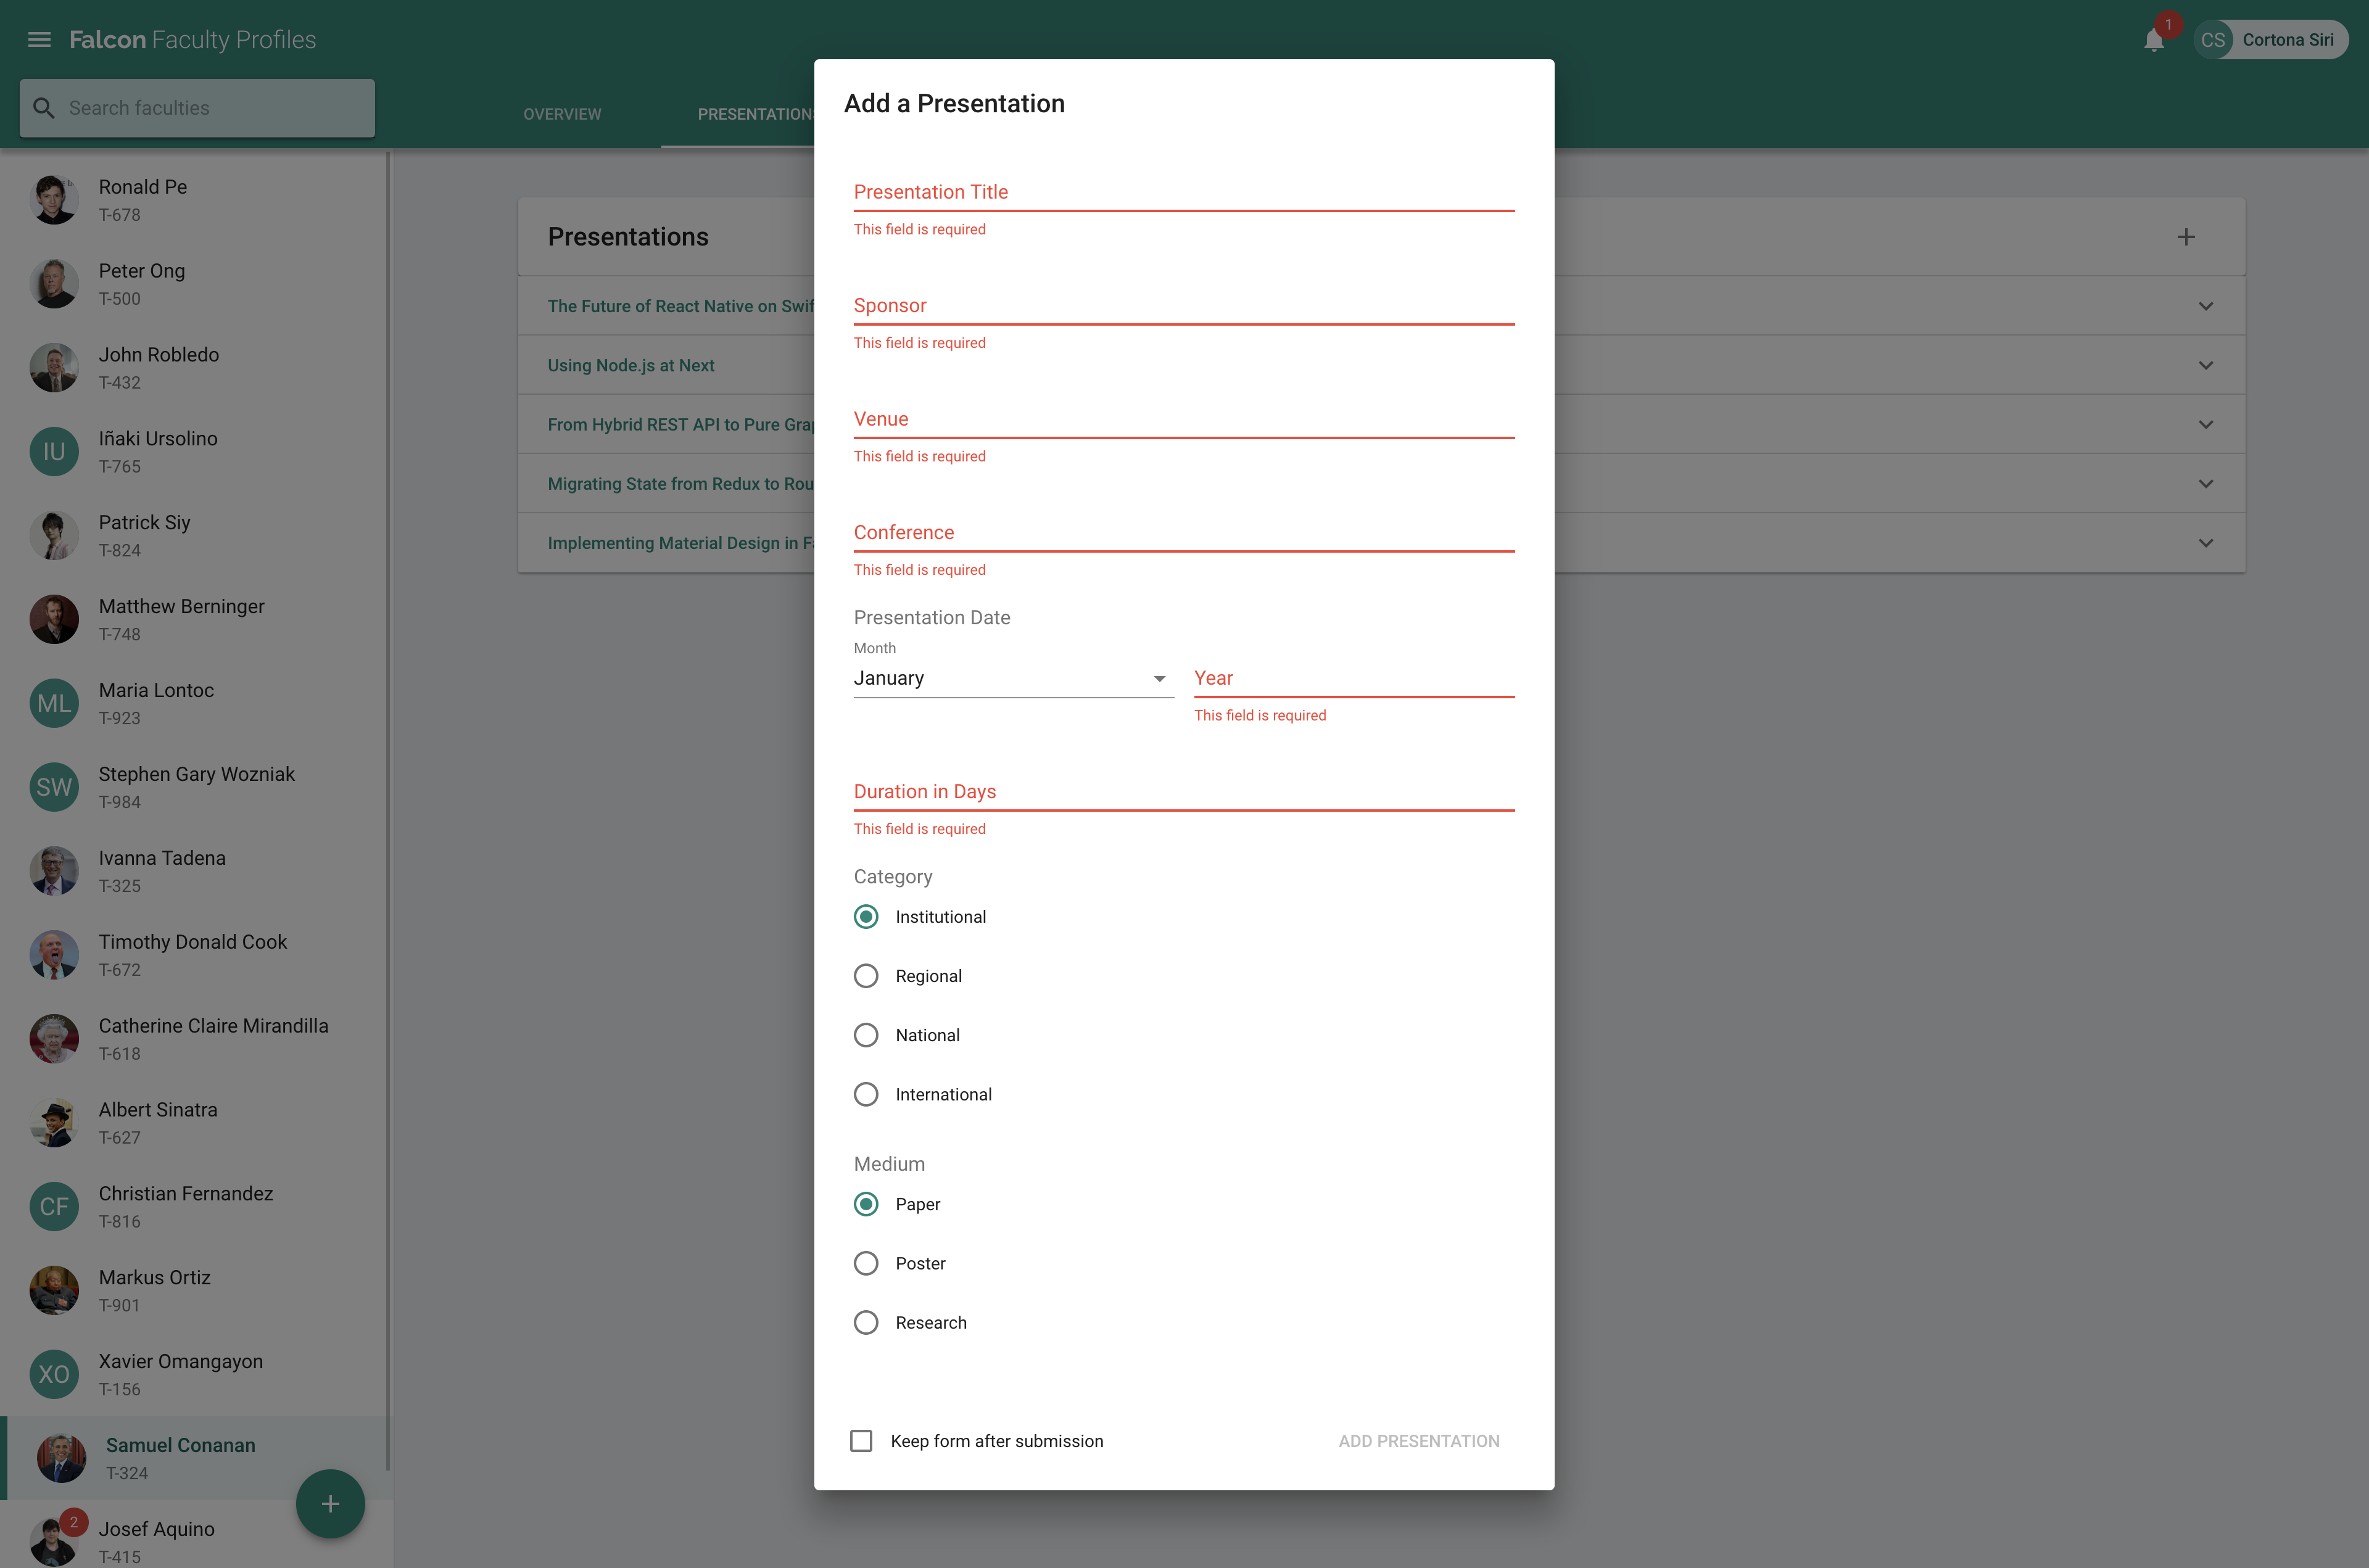 Falcon Faculty Profiles
1
CS Cortona Siri
Search faculties
OVERVIEW
PRESENTATIONS
Ronald Pe
T-678
Peter Ong
T-500
John Robledo
T-432
IU
Iñaki Ursolino
T-765
Patrick Siy
T-824
Matthew Berninger
T-748
ML
Maria Lontoc
T-923
SW
Stephen Gary Wozniak
T-984
Ivanna Tadena
T-325
Timothy Donald Cook
T-672
Catherine Claire Mirandilla
T-618
Albert Sinatra
T-627
CF
Christian Fernandez
T-816
Markus Ortiz
T-901
XO
Xavier Omangayon
T-156
Samuel Conanan
T-324
2
Josef Aquino
T-415
Presentations
The Future of React Native on Swif
Using Node.js at Next
From Hybrid REST API to Pure Gra
Migrating State from Redux to Rou
Implementing Material Design in Fa
Add a Presentation
Presentation Title
This field is required
Sponsor
This field is required
Venue
This field is required
Conference
This field is required
Presentation Date
Month
January
Year
This field is required
Duration in Days
This field is required
Category
Institutional
Regional
National
International
Medium
Paper
Poster
Research
Keep form after submission
ADD PRESENTATION